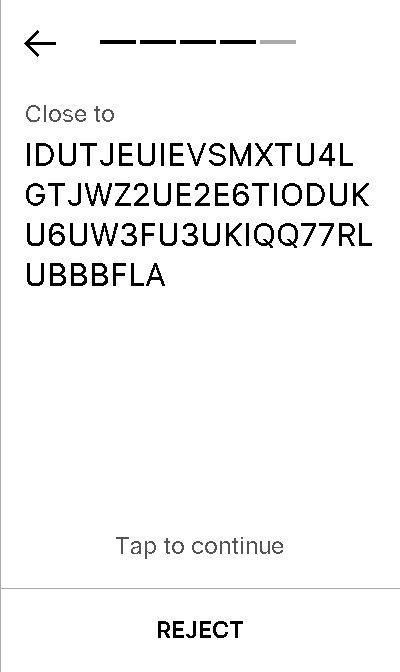 Close to
IDUTJEUIEVSMXTU4L
GTJWZ2UE2E6TIODUK
U6UW3FU3UKIQQ77RL
UBBBFLA
Tap to continue
REJECT